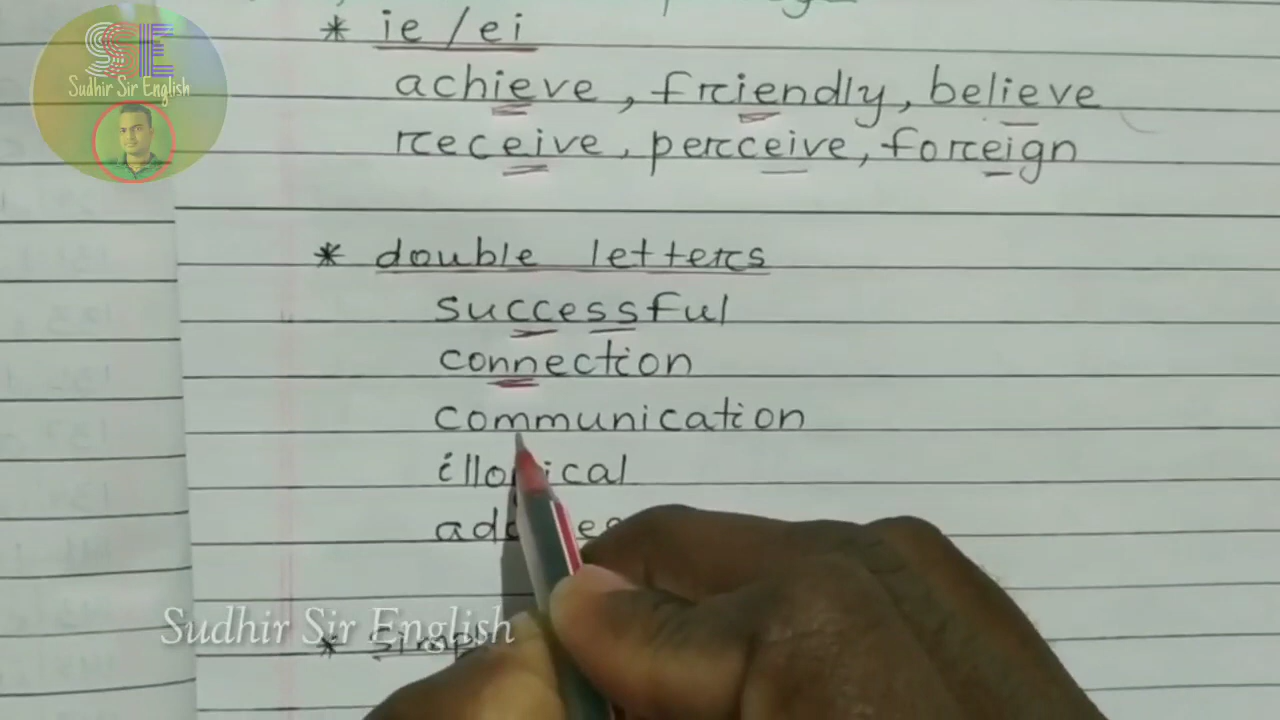 SE
Sudhir Sir English
* ie / ei
achieve, friendly, believe
receive, perceive, foreign
* double letters
successful
connection
communication
Sudhir Sir English
*